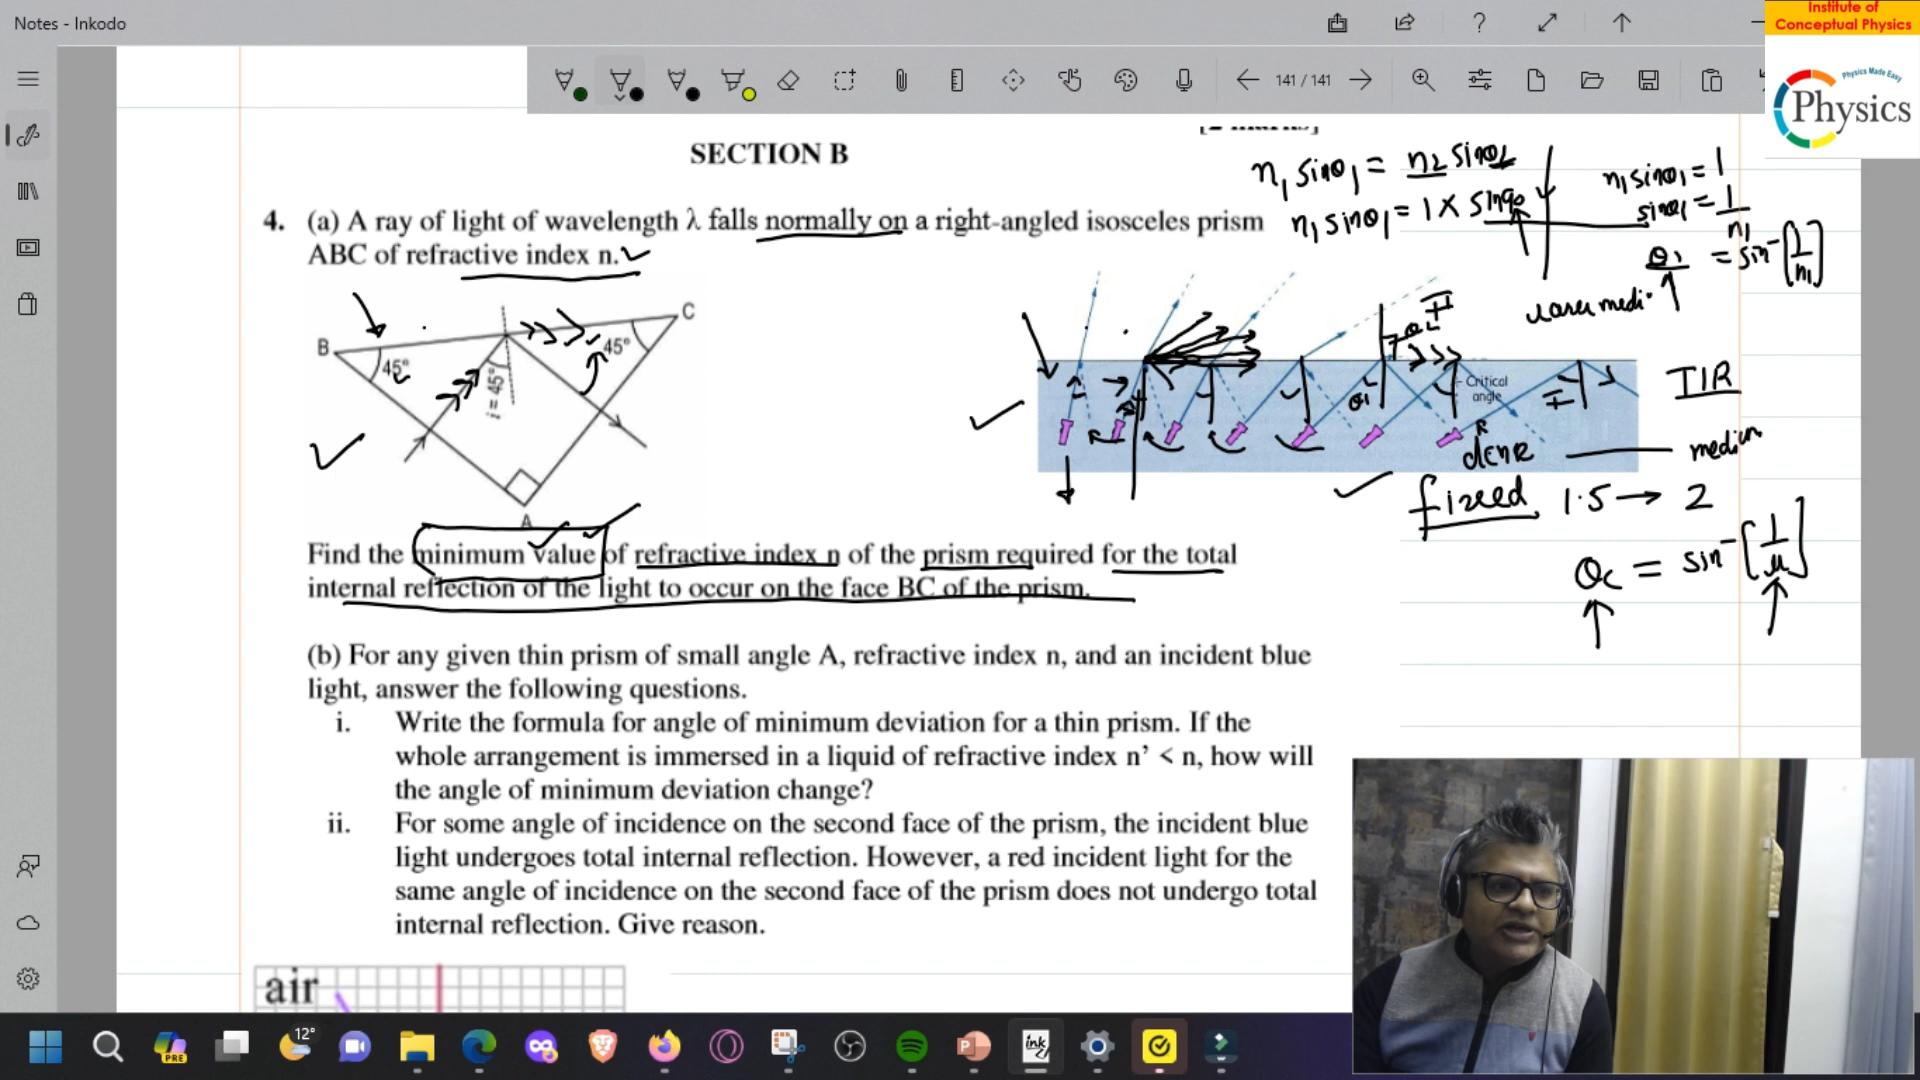 Notes - Inkodo
Institute of
Conceptual Physics
Physics Made Easy
Physics
141 / 141
SECTION B
4. (a) A ray of light of wavelength λ falls normally on a right-angled isosceles prism
ABC of refractive index n.
B
C
45°
45°
i = 45°
A
Find the minimum value of refractive index n of the prism required for the total
internal reflection of the light to occur on the face BC of the prism.
(b) For any given thin prism of small angle A, refractive index n, and an incident blue
light, answer the following questions.
i. Write the formula for angle of minimum deviation for a thin prism. If the
whole arrangement is immersed in a liquid of refractive index n’ < n, how will
the angle of minimum deviation change?
ii. For some angle of incidence on the second face of the prism, the incident blue
light undergoes total internal reflection. However, a red incident light for the
same angle of incidence on the second face of the prism does not undergo total
internal reflection. Give reason.
air
n₁ sinθ₁ = n₂ sinθ₂
n₁ sinθ₁ = 1 × sin90
n₁ sinθ₁ = 1
sinθ₁ = 1/n₁
θ₁ = sin⁻ [1/n₁]
Critical
angle
TIR
medium
fixed 1.5 → 2
θc = sin⁻ [1/μ]
12°
PRE
ink